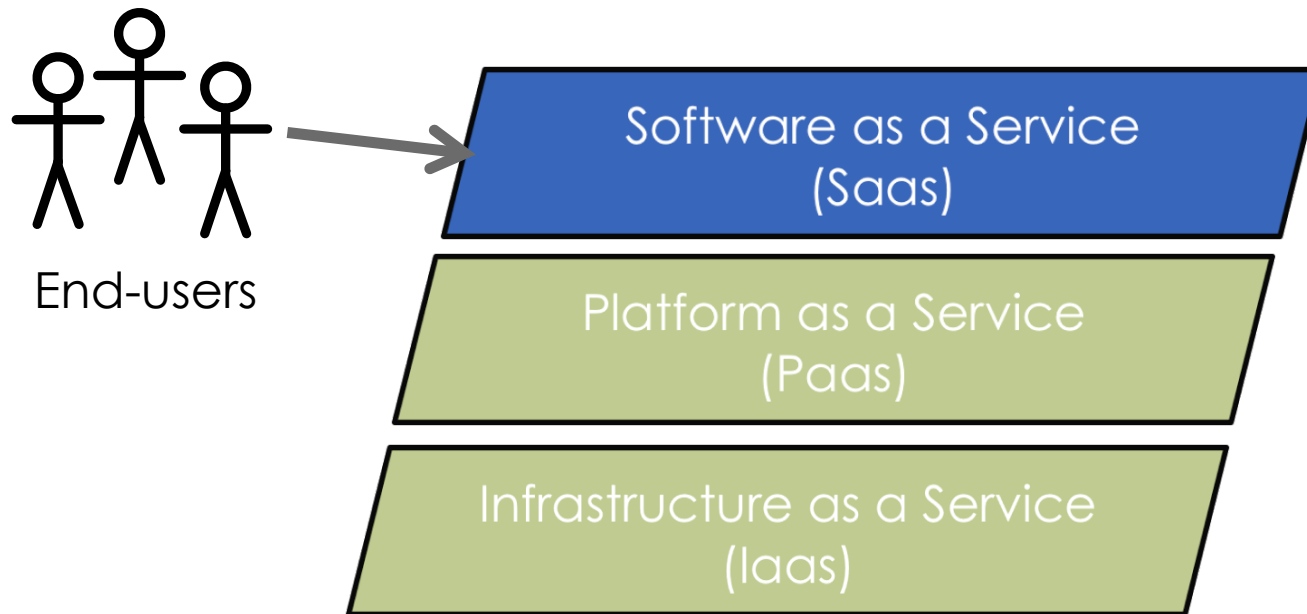 Software as a Service
(Saas)
End-users
Platform as a Service
(Paas)
Infrastructure as a Service
(Iaas)